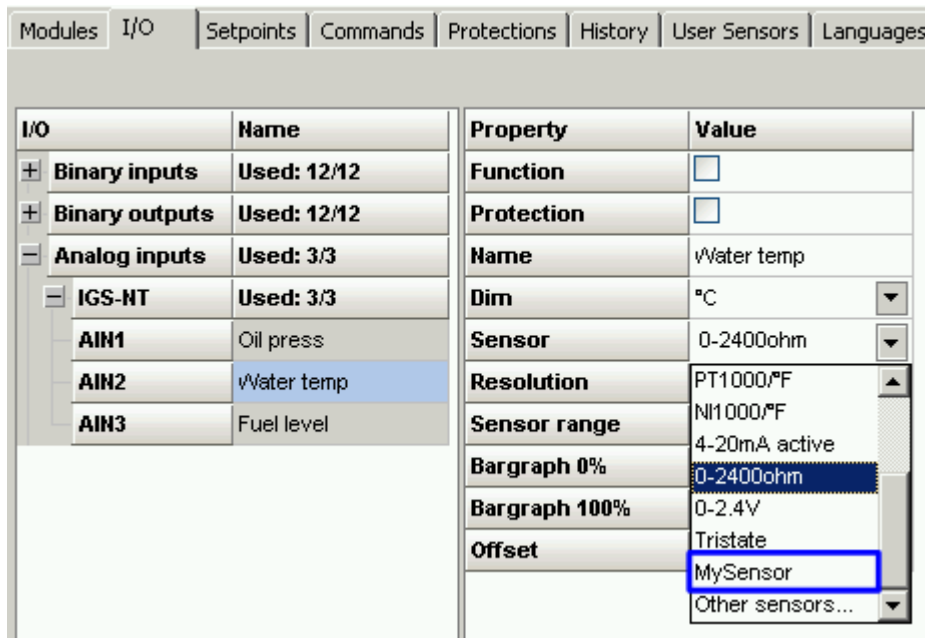 Modules I/O Setpoints Commands Protections History User Sensors Languages
I/O Name
Binary inputs Used: 12/12
Binary outputs Used: 12/12
Analog inputs Used: 3/3
IGS-NT Used: 3/3
AIN1 Oil press
AIN2 Water temp
AIN3 Fuel level
Property Value
Function
Protection
Name Water temp
Dim °C
Sensor 0-2400ohm
Resolution
Sensor range
Bargraph 0%
Bargraph 100%
Offset
PT1000/°F
NI1000/°F
4-20mA active
0-2400ohm
0-2.4V
Tristate
MySensor
Other sensors...